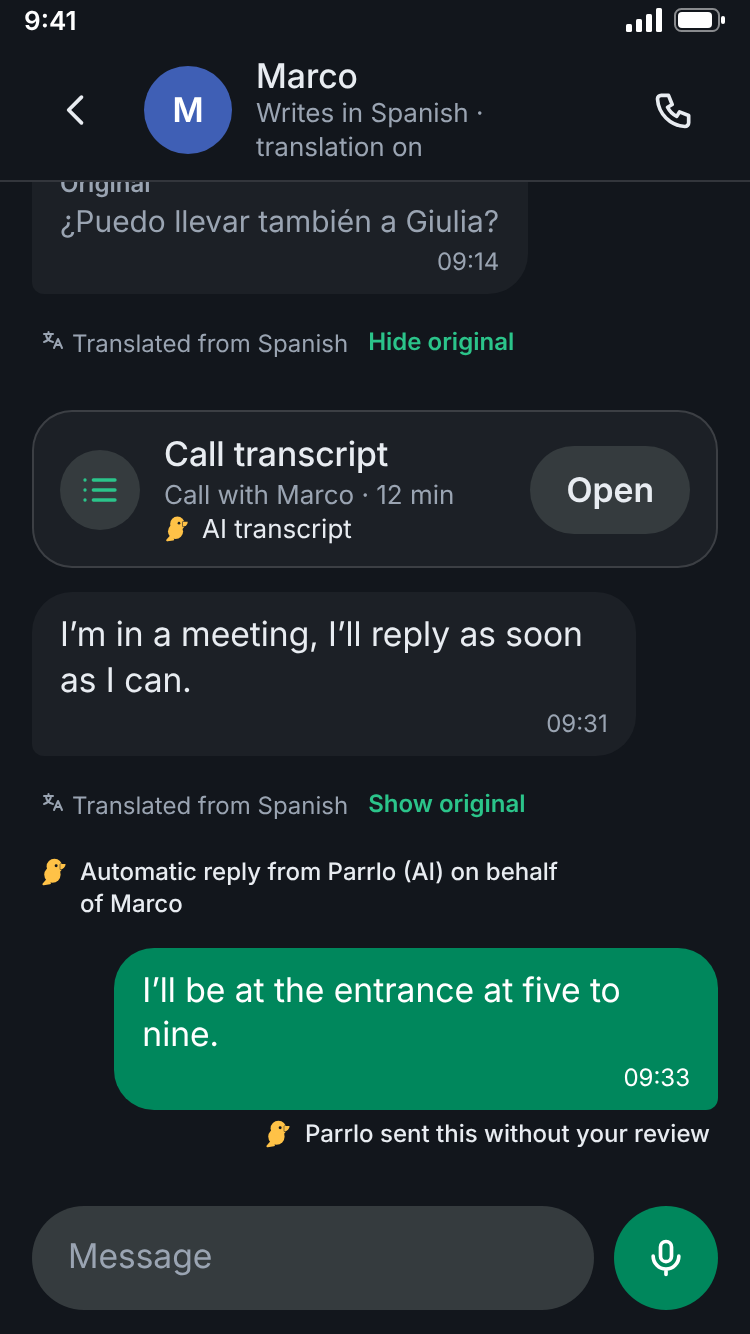 9:41
M
Marco
Writes in Spanish ·
translation on
Original
¿Puedo llevar también a Giulia?
09:14
Translated from Spanish Hide original
Call transcript
Call with Marco · 12 min
AI transcript
Open
I’m in a meeting, I’ll reply as soon
as I can.
09:31
Translated from Spanish Show original
Automatic reply from Parrlo (AI) on behalf
of Marco
I’ll be at the entrance at five to
nine.
09:33
Parrlo sent this without your review
Message